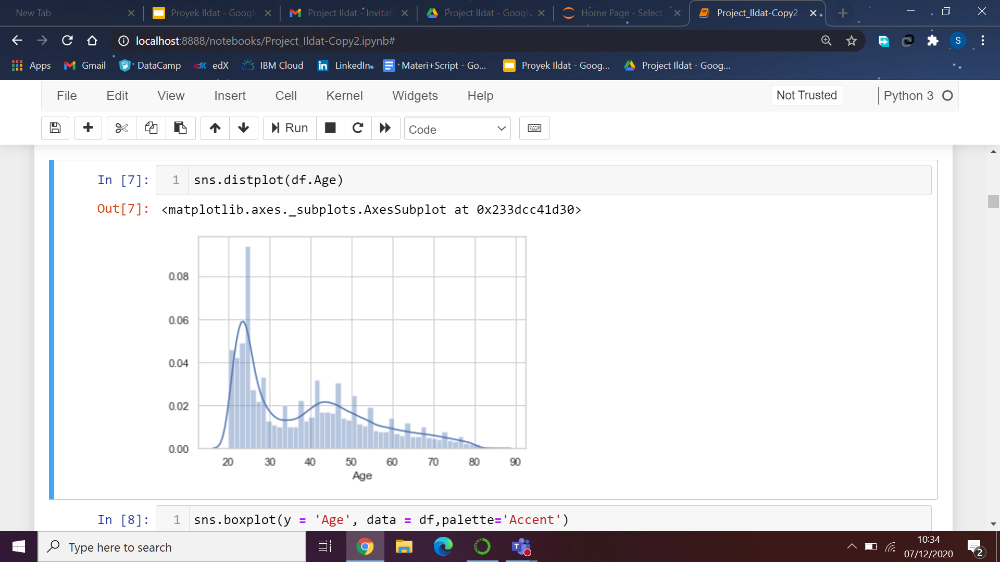 New Tab
Proyek Ildat - Google
Project Ildat - Invitati
Project Ildat - Google
Home Page - Select
Project_Ildat-Copy2 -
localhost:8888/notebooks/Project_Ildat-Copy2.ipynb#
S
Apps
Gmail
DataCamp
edX
IBM Cloud
LinkedIn
Materi+Script - Go...
Proyek Ildat - Goog...
Project Ildat - Goog...
File Edit View Insert Cell Kernel Widgets Help
Not Trusted
Python 3
Run
Code
In [7]: 1 sns.distplot(df.Age)
Out[7]: <matplotlib.axes._subplots.AxesSubplot at 0x233dcc41d30>
0.08
0.06
0.04
0.02
0.00
20 30 40 50 60 70 80 90
Age
In [8]: 1 sns.boxplot(y = 'Age', data = df,palette='Accent')
Type here to search
10:34
07/12/2020
2